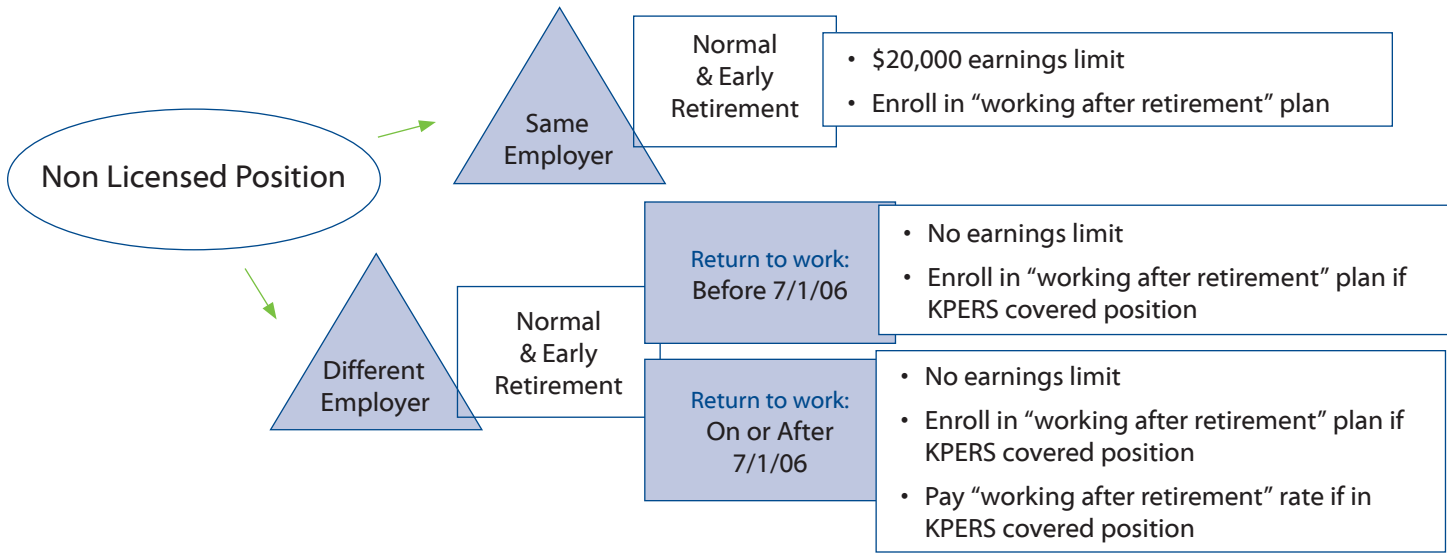 Non Licensed Position
Same
Employer
Normal
& Early
Retirement
• $20,000 earnings limit
• Enroll in “working after retirement” plan
Different
Employer
Normal
& Early
Retirement
Return to work:
Before 7/1/06
• No earnings limit
• Enroll in “working after retirement” plan if
KPERS covered position
Return to work:
On or After
7/1/06
• No earnings limit
• Enroll in “working after retirement” plan if
KPERS covered position
• Pay “working after retirement” rate if in
KPERS covered position